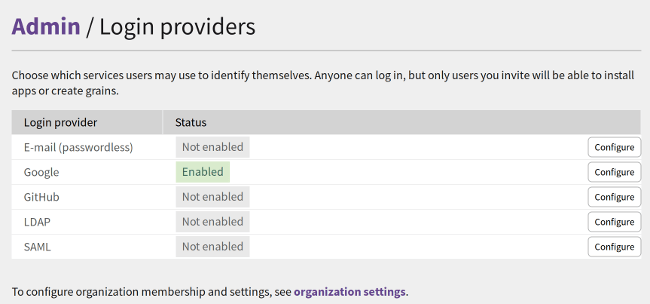 Admin / Login providers
Choose which services users may use to identify themselves. Anyone can log in, but only users you invite will be able to install
apps or create grains.
Login provider Status
E-mail (passwordless) Not enabled Configure
Google Enabled Configure
GitHub Not enabled Configure
LDAP Not enabled Configure
SAML Not enabled Configure
To configure organization membership and settings, see organization settings.